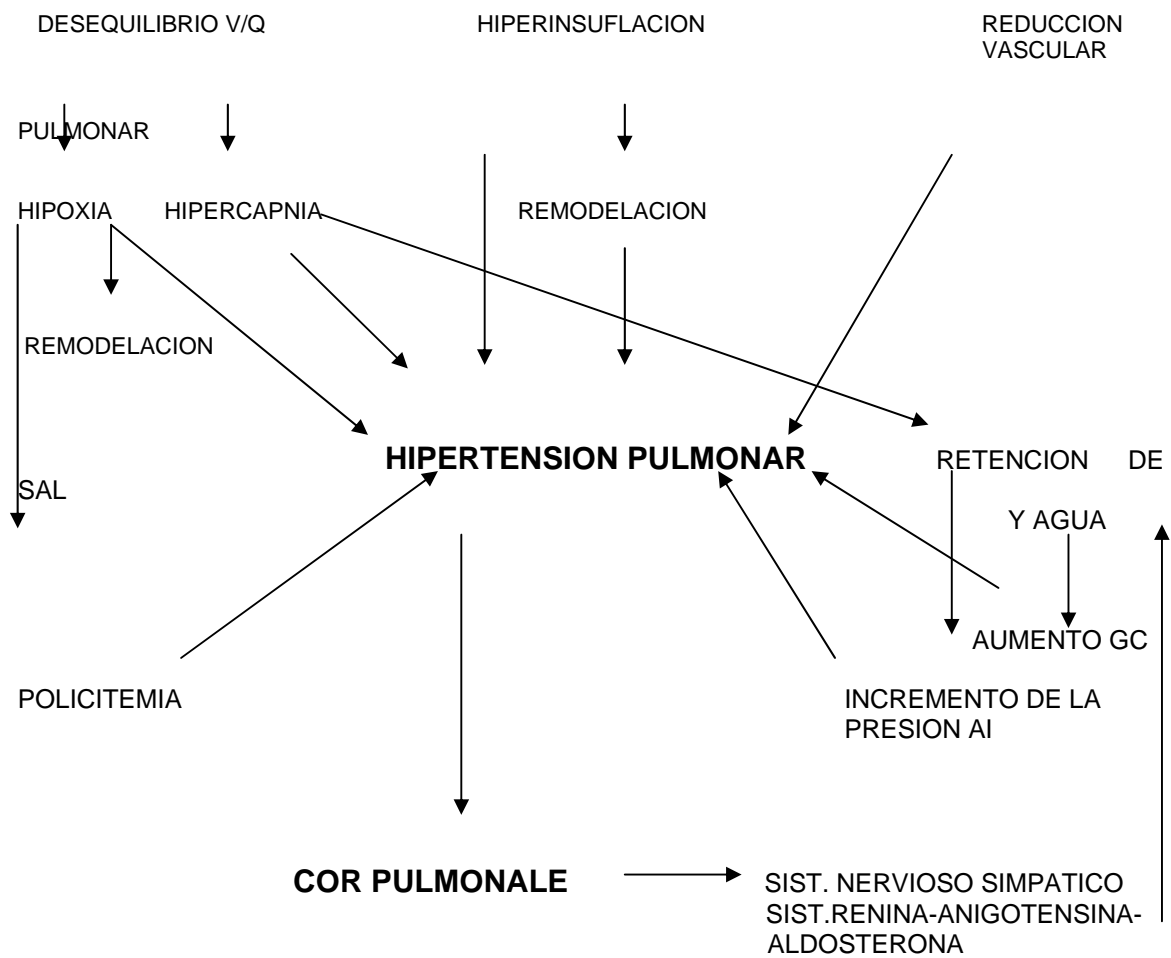 DESEQUILIBRIO V/Q HIPERINSUFLACION REDUCCION
VASCULAR
PULMONAR
HIPOXIA HIPERCAPNIA REMODELACION
REMODELACION
HIPERTENSION PULMONAR RETENCION DE
SAL
Y AGUA
AUMENTO GC
POLICITEMIA INCREMENTO DE LA
PRESION AI
COR PULMONALE SIST. NERVIOSO SIMPATICO
SIST.RENINA-ANIGOTENSINA-
ALDOSTERONA